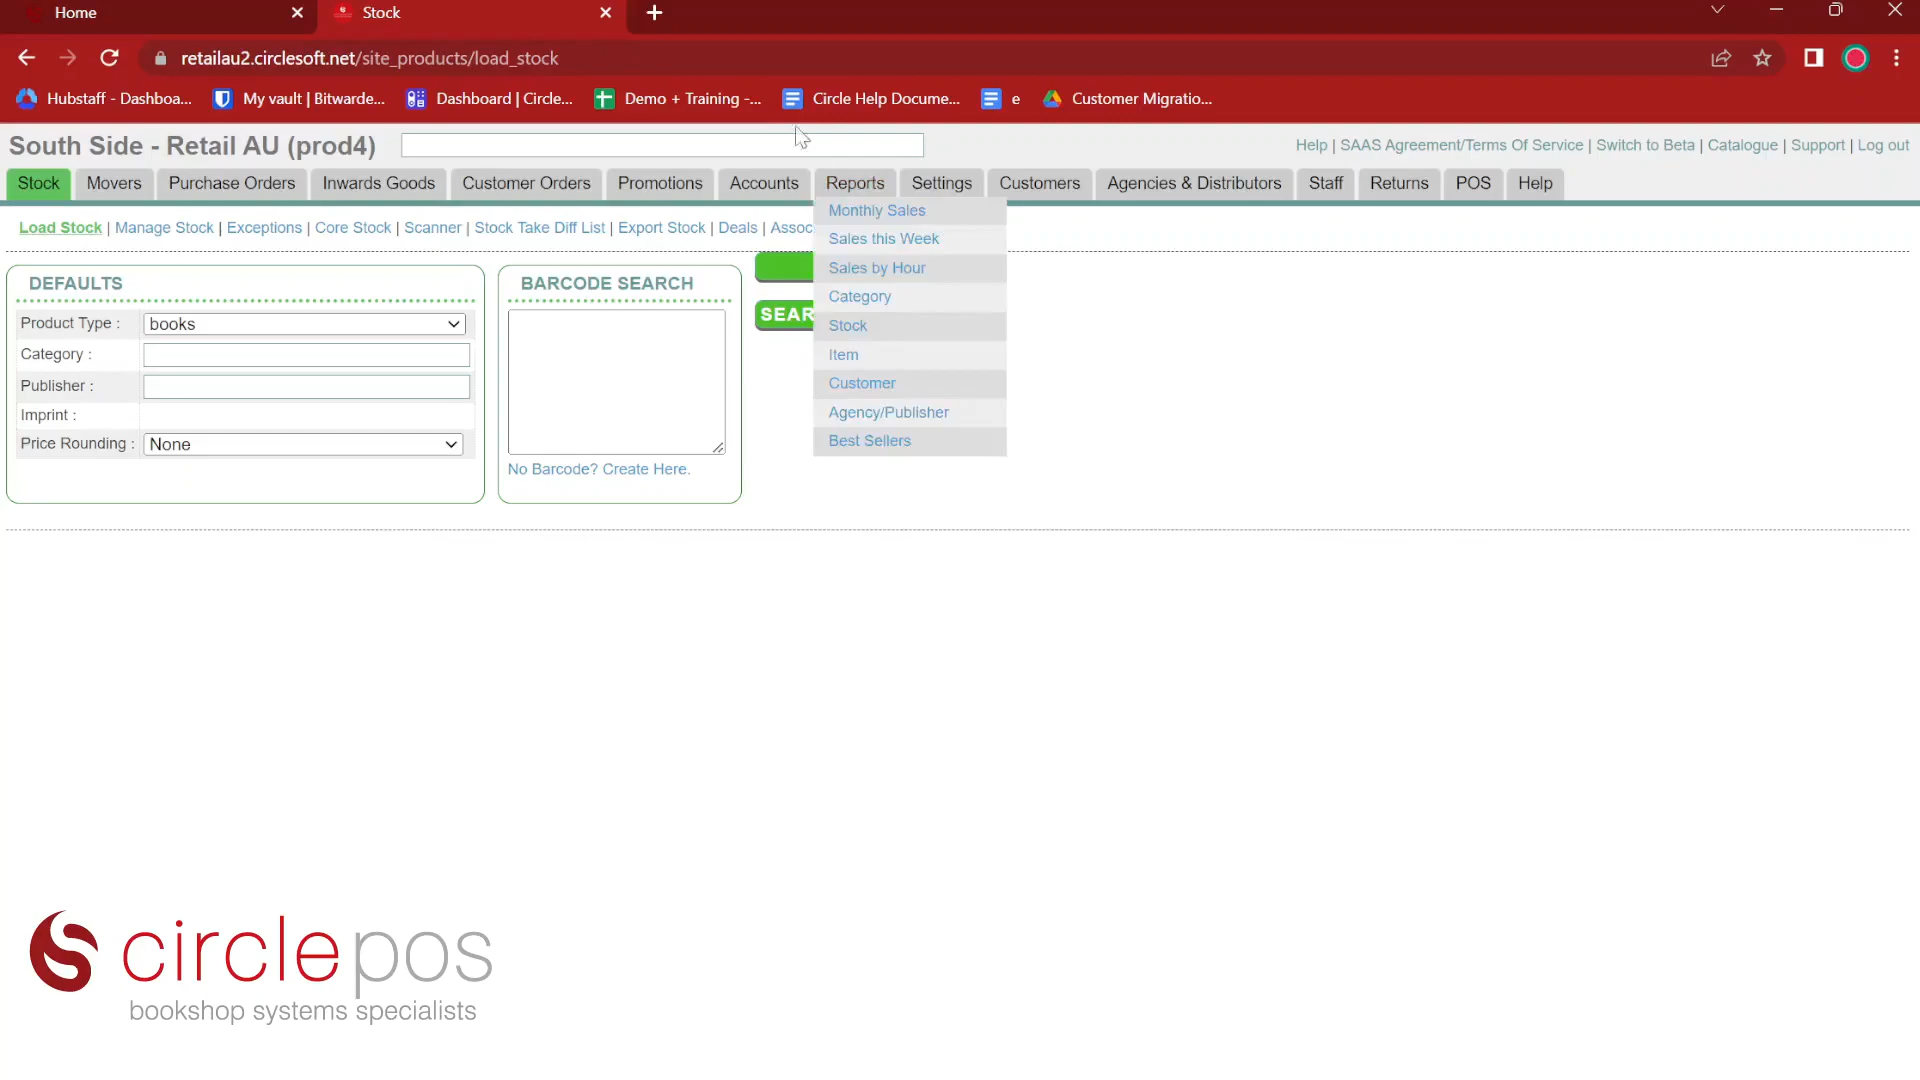 Home
Stock
retailau2.circlesoft.net/site_products/load_stock
Hubstaff - Dashboa... My vault | Bitwarde... Dashboard | Circle... Demo + Training -... Circle Help Docume... e Customer Migratio...
South Side - Retail AU (prod4)
Help | SAAS Agreement/Terms Of Service | Switch to Beta | Catalogue | Support | Log out
Stock Movers Purchase Orders Inwards Goods Customer Orders Promotions Accounts Reports Settings Customers Agencies & Distributors Staff Returns POS Help
Load Stock | Manage Stock | Exceptions | Core Stock | Scanner | Stock Take Diff List | Export Stock | Deals | Assoc
Monthly Sales
Sales this Week
Sales by Hour
Category
Stock
Item
Customer
Agency/Publisher
Best Sellers
DEFAULTS
Product Type : books
Category :
Publisher :
Imprint :
Price Rounding : None
BARCODE SEARCH
No Barcode? Create Here.
SEAR
circlepos
bookshop systems specialists